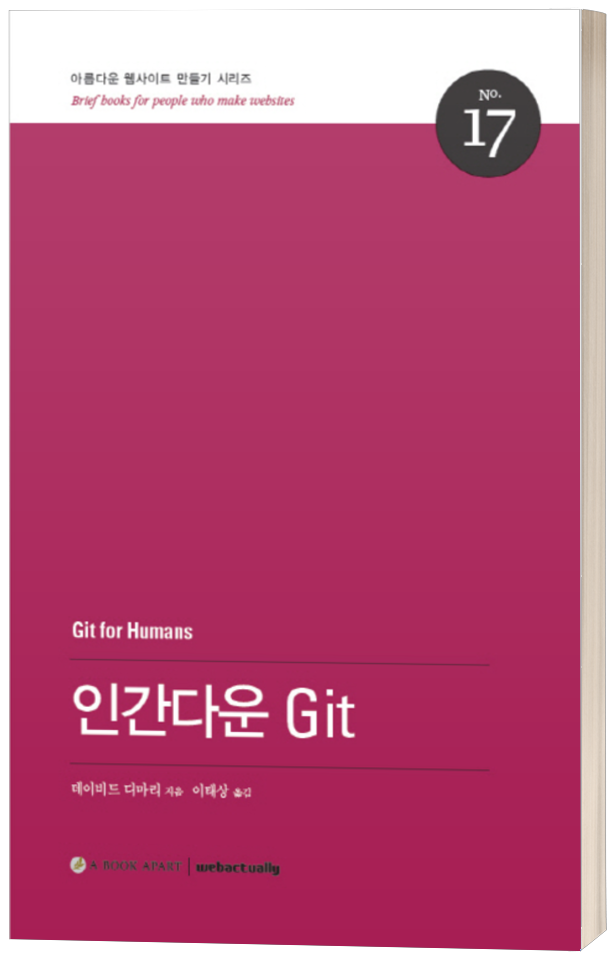 아름다운 웹사이트 만들기 시리즈
Brief books for people who make websites
No.
17
Git for Humans
인간다운 Git
데이비드 디마리 지음 이태상 옮김
A BOOK APART | webactually